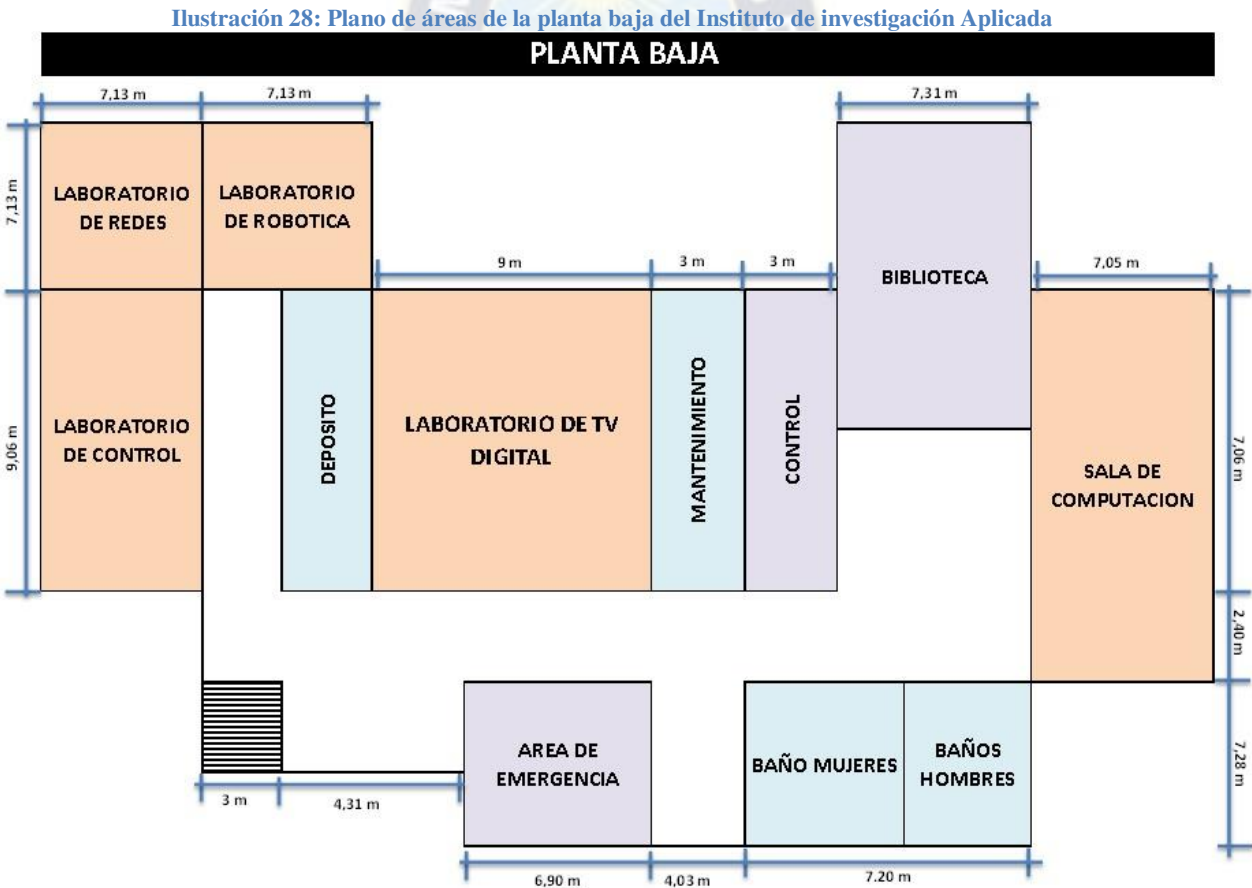 Ilustración 28: Plano de áreas de la planta baja del Instituto de investigación Aplicada
PLANTA BAJA
7,13 m
7,13 m
7,31 m
7,13 m
LABORATORIO
DE REDES
LABORATORIO
DE ROBOTICA
9 m
3 m
3 m
BIBLIOTECA
7,05 m
9,06 m
LABORATORIO
DE CONTROL
DEPOSITO
LABORATORIO DE TV
DIGITAL
MANTENIMIENTO
CONTROL
SALA DE
COMPUTACION
7,06 m
2,40 m
AREA DE
EMERGENCIA
BAÑO MUJERES
BAÑOS
HOMBRES
7,28 m
3 m
4,31 m
6,90 m
4,03 m
7.20 m